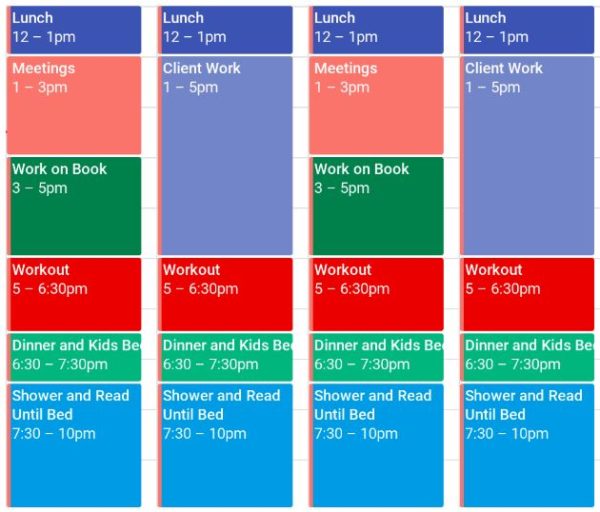 Lunch
12 – 1pm
Meetings
1 – 3pm
Work on Book
3 – 5pm
Workout
5 – 6:30pm
Dinner and Kids Be
6:30 – 7:30pm
Shower and Read
Until Bed
7:30 – 10pm
Lunch
12 – 1pm
Client Work
1 – 5pm
Workout
5 – 6:30pm
Dinner and Kids Be
6:30 – 7:30pm
Shower and Read
Until Bed
7:30 – 10pm
Lunch
12 – 1pm
Meetings
1 – 3pm
Work on Book
3 – 5pm
Workout
5 – 6:30pm
Dinner and Kids Be
6:30 – 7:30pm
Shower and Read
Until Bed
7:30 – 10pm
Lunch
12 – 1pm
Client Work
1 – 5pm
Workout
5 – 6:30pm
Dinner and Kids Be
6:30 – 7:30pm
Shower and Read
Until Bed
7:30 – 10pm